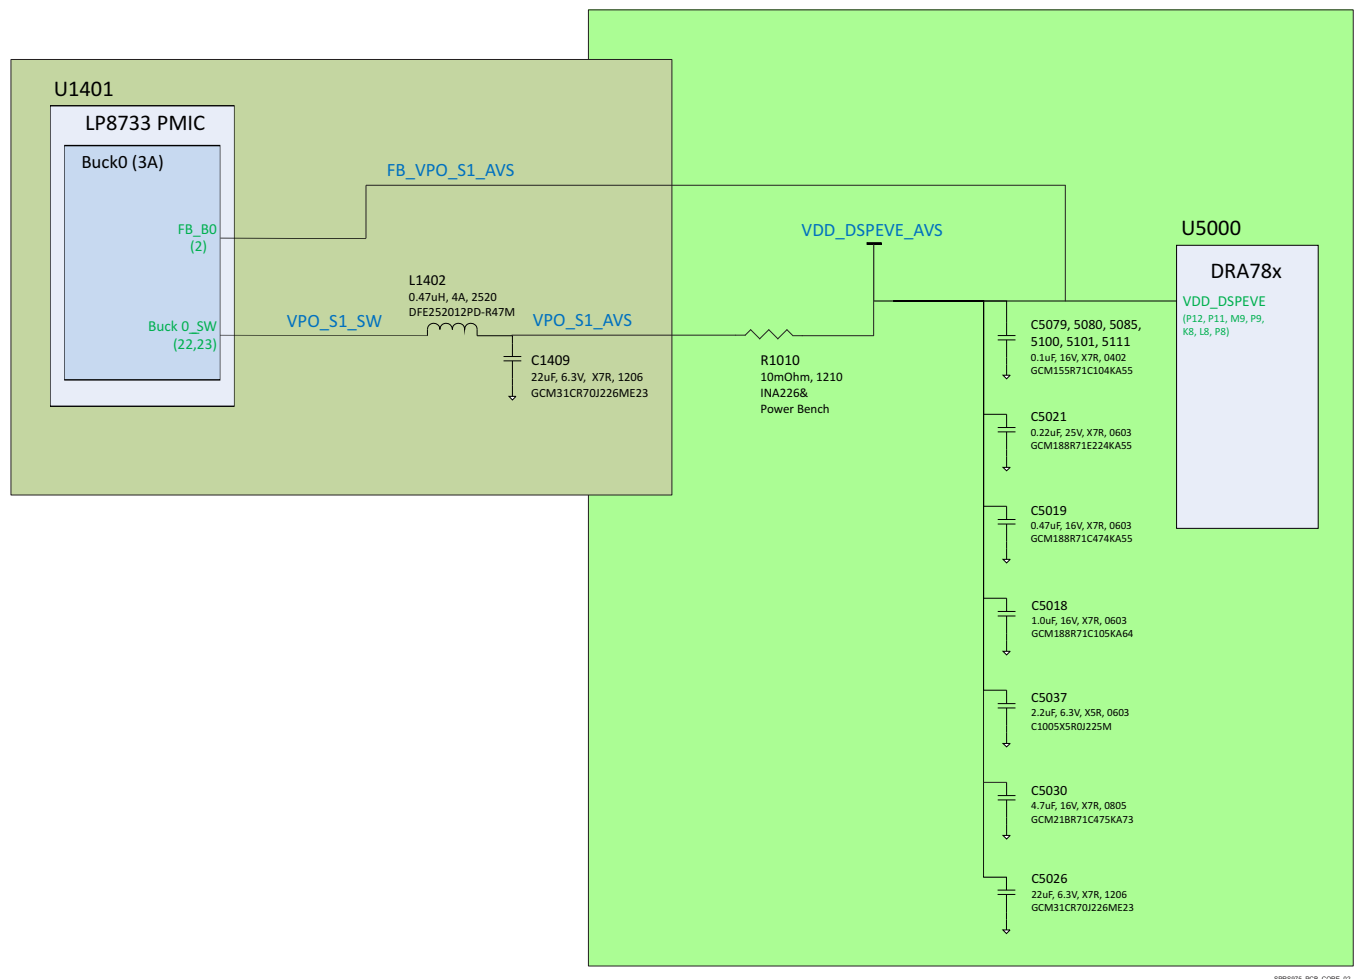 U1401
LP8733 PMIC
Buck0 (3A)
FB_B0
(2)
Buck 0_SW
(22,23)
FB_VPO_S1_AVS
VPO_S1_SW
L1402
0.47uH, 4A, 2520
DFE252012PD-R47M
VPO_S1_AVS
C1409
22uF, 6.3V, X7R, 1206
GCM31CR70J226ME23
R1010
10mOhm, 1210
INA226&
Power Bench
VDD_DSPEVE_AVS
U5000
DRA78x
VDD_DSPEVE
(P12, P11, M9, P9,
K8, L8, P8)
C5079, 5080, 5085,
5100, 5101, 5111
0.1uF, 16V, X7R, 0402
GCM155R71C104KA55
C5021
0.22uF, 25V, X7R, 0603
GCM188R71E224KA55
C5019
0.47uF, 16V, X7R, 0603
GCM188R71C474KA55
C5018
1.0uF, 16V, X7R, 0603
GCM188R71C105KA64
C5037
2.2uF, 6.3V, X5R, 0603
C1005X5R0J225M
C5030
4.7uF, 16V, X7R, 0805
GCM21BR71C475KA73
C5026
22uF, 6.3V, X7R, 1206
GCM31CR70J226ME23
SPRS975_PCB_CORE_02